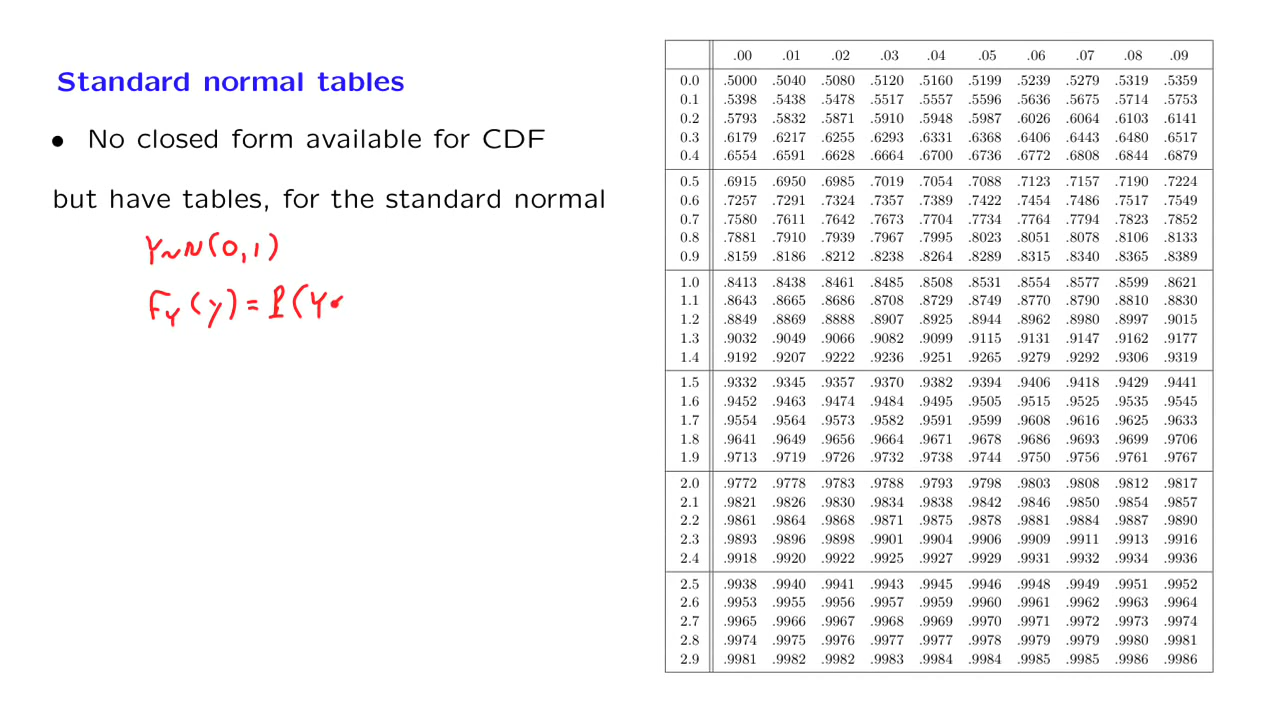 Standard normal tables
• No closed form available for CDF
but have tables, for the standard normal
Y~N(0,1)
F_Y(y)=P(Y
.00 .01 .02 .03 .04 .05 .06 .07 .08 .09
0.0 .5000 .5040 .5080 .5120 .5160 .5199 .5239 .5279 .5319 .5359
0.1 .5398 .5438 .5478 .5517 .5557 .5596 .5636 .5675 .5714 .5753
0.2 .5793 .5832 .5871 .5910 .5948 .5987 .6026 .6064 .6103 .6141
0.3 .6179 .6217 .6255 .6293 .6331 .6368 .6406 .6443 .6480 .6517
0.4 .6554 .6591 .6628 .6664 .6700 .6736 .6772 .6808 .6844 .6879
0.5 .6915 .6950 .6985 .7019 .7054 .7088 .7123 .7157 .7190 .7224
0.6 .7257 .7291 .7324 .7357 .7389 .7422 .7454 .7486 .7517 .7549
0.7 .7580 .7611 .7642 .7673 .7704 .7734 .7764 .7794 .7823 .7852
0.8 .7881 .7910 .7939 .7967 .7995 .8023 .8051 .8078 .8106 .8133
0.9 .8159 .8186 .8212 .8238 .8264 .8289 .8315 .8340 .8365 .8389
1.0 .8413 .8438 .8461 .8485 .8508 .8531 .8554 .8577 .8599 .8621
1.1 .8643 .8665 .8686 .8708 .8729 .8749 .8770 .8790 .8810 .8830
1.2 .8849 .8869 .8888 .8907 .8925 .8944 .8962 .8980 .8997 .9015
1.3 .9032 .9049 .9066 .9082 .9099 .9115 .9131 .9147 .9162 .9177
1.4 .9192 .9207 .9222 .9236 .9251 .9265 .9279 .9292 .9306 .9319
1.5 .9332 .9345 .9357 .9370 .9382 .9394 .9406 .9418 .9429 .9441
1.6 .9452 .9463 .9474 .9484 .9495 .9505 .9515 .9525 .9535 .9545
1.7 .9554 .9564 .9573 .9582 .9591 .9599 .9608 .9616 .9625 .9633
1.8 .9641 .9649 .9656 .9664 .9671 .9678 .9686 .9693 .9699 .9706
1.9 .9713 .9719 .9726 .9732 .9738 .9744 .9750 .9756 .9761 .9767
2.0 .9772 .9778 .9783 .9788 .9793 .9798 .9803 .9808 .9812 .9817
2.1 .9821 .9826 .9830 .9834 .9838 .9842 .9846 .9850 .9854 .9857
2.2 .9861 .9864 .9868 .9871 .9875 .9878 .9881 .9884 .9887 .9890
2.3 .9893 .9896 .9898 .9901 .9904 .9906 .9909 .9911 .9913 .9916
2.4 .9918 .9920 .9922 .9925 .9927 .9929 .9931 .9932 .9934 .9936
2.5 .9938 .9940 .9941 .9943 .9945 .9946 .9948 .9949 .9951 .9952
2.6 .9953 .9955 .9956 .9957 .9959 .9960 .9961 .9962 .9963 .9964
2.7 .9965 .9966 .9967 .9968 .9969 .9970 .9971 .9972 .9973 .9974
2.8 .9974 .9975 .9976 .9977 .9977 .9978 .9979 .9979 .9980 .9981
2.9 .9981 .9982 .9982 .9983 .9984 .9984 .9985 .9985 .9986 .9986